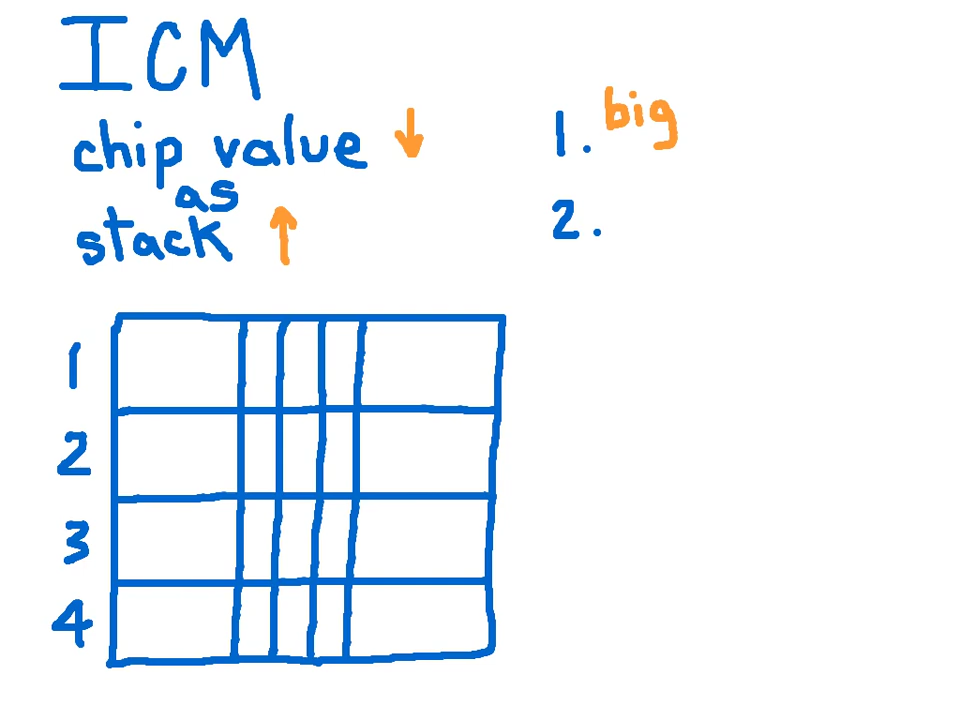 ICM
chip value ↓
as
stack ↑
1. big
2.
1
2
3
4